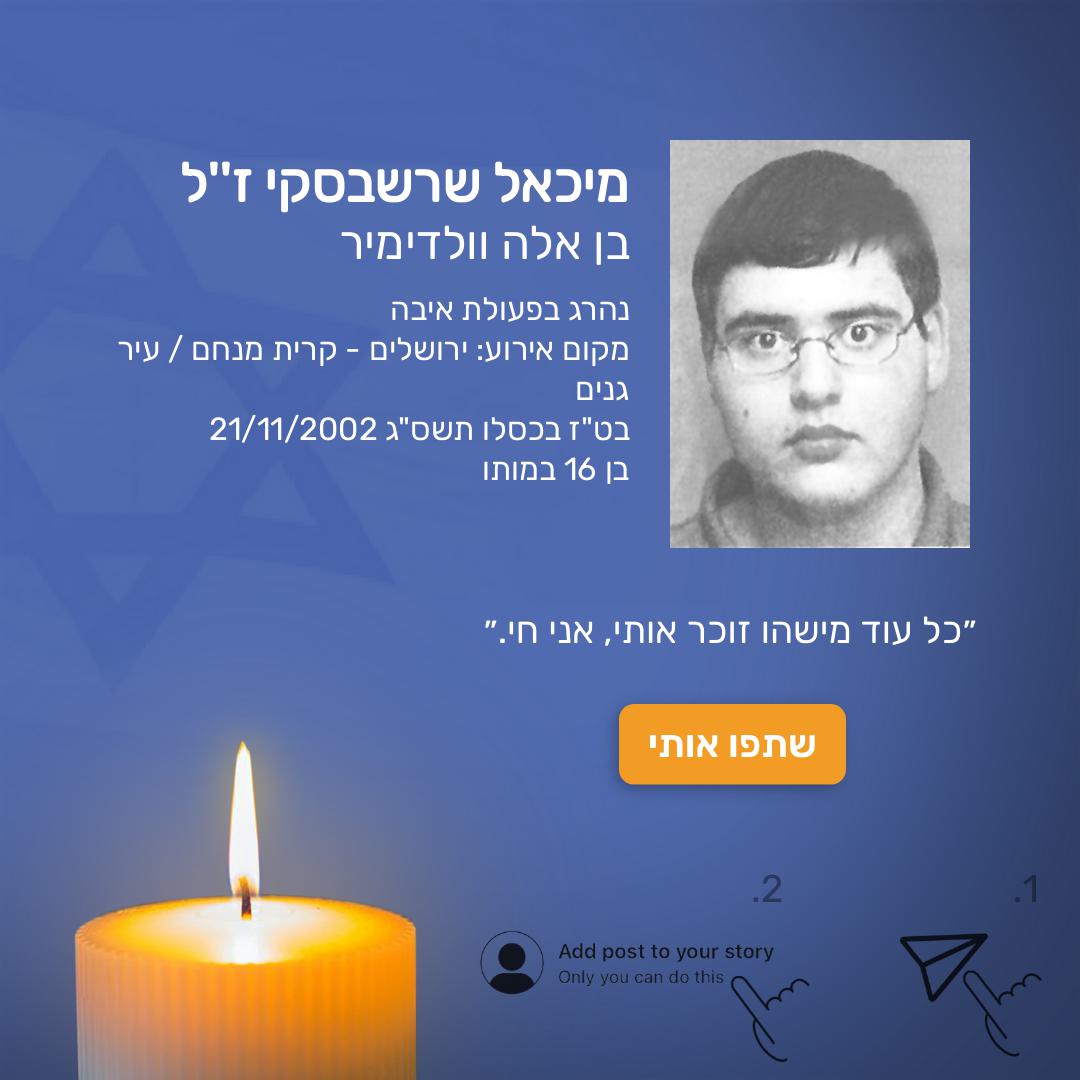 מיכאל שרשבסקי ז"ל
בן אלה וולדימיר
נהרג בפעולת איבה
מקום אירוע: ירושלים - קרית מנחם / עיר
גנים
בט"ז בכסלו תשס"ג 21/11/2002
בן 16 במותו
"כל עוד מישהו זוכר אותי, אני חי."
שתפו אותי
1.
2.
Add post to your story
Only you can do this